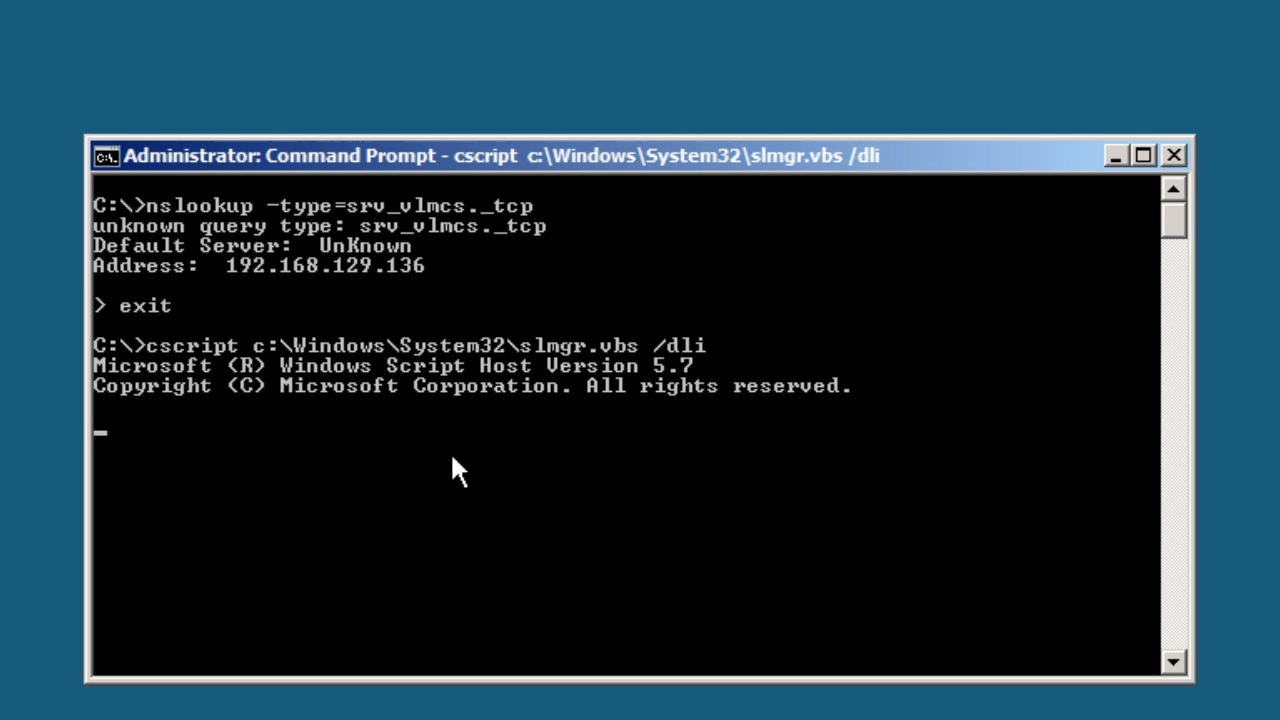 Administrator: Command Prompt - cscript  c:\Windows\System32\slmgr.vbs /dli
C:\>nslookup -type=srv_vlmcs._tcp
unknown query type: srv_vlmcs._tcp
Default Server:  UnKnown
Address:  192.168.129.136
> exit
C:\>cscript c:\Windows\System32\slmgr.vbs /dli
Microsoft (R) Windows Script Host Version 5.7
Copyright (C) Microsoft Corporation. All rights reserved.